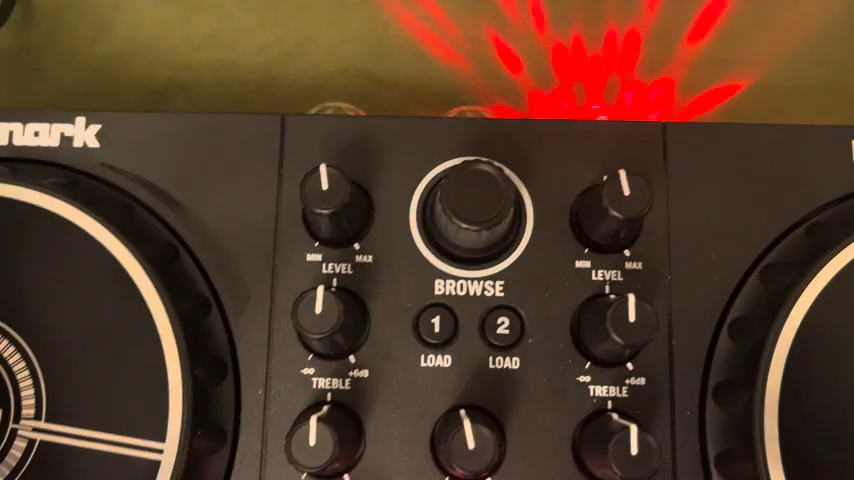 mark
MIN MAX
LEVEL
BROWSE
MIN MAX
LEVEL
1 2
LOAD LOAD
-∞ +6dB
TREBLE
-∞ +6dB
TREBLE